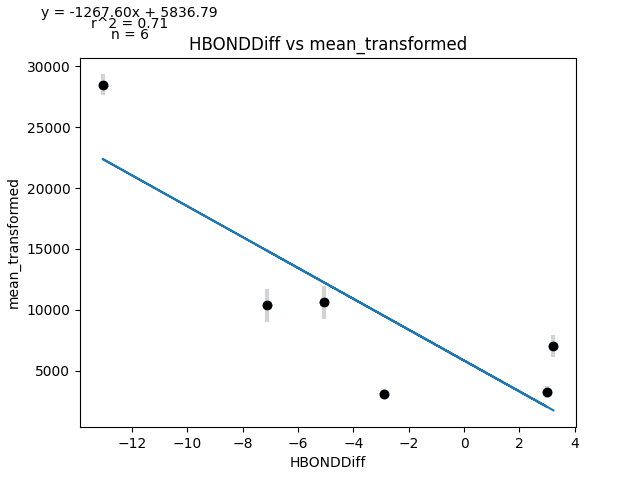 y = -1267.60x + 5836.79
r^2 = 0.71
n = 6
HBONDDiff vs mean_transformed
30000
25000
20000
15000
10000
5000
mean_transformed
−12
−10
−8
−6
−4
−2
0
2
4
HBONDDiff